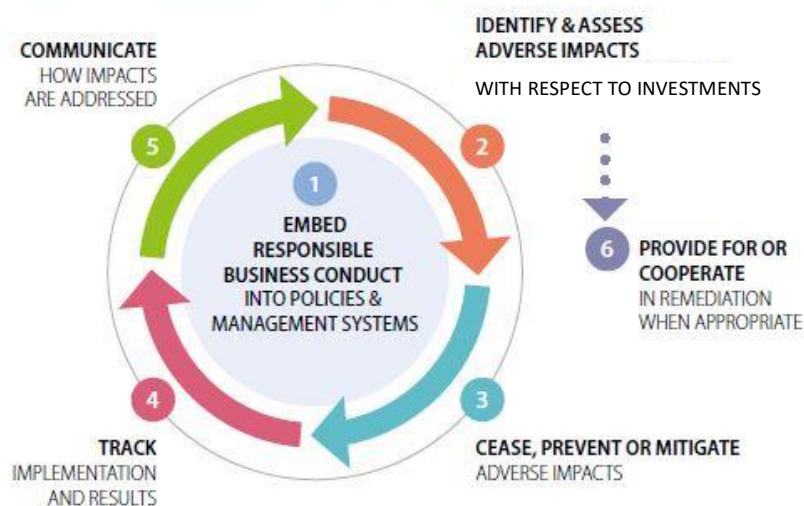 1
EMBED
RESPONSIBLE
BUSINESS CONDUCT
INTO POLICIES &
MANAGEMENT SYSTEMS
2
IDENTIFY & ASSESS
ADVERSE IMPACTS
WITH RESPECT TO INVESTMENTS
3
CEASE, PREVENT OR MITIGATE
ADVERSE IMPACTS
4
TRACK
IMPLEMENTATION
AND RESULTS
5
COMMUNICATE
HOW IMPACTS
ARE ADDRESSED
6
PROVIDE FOR OR
COOPERATE
IN REMEDIATION
WHEN APPROPRIATE